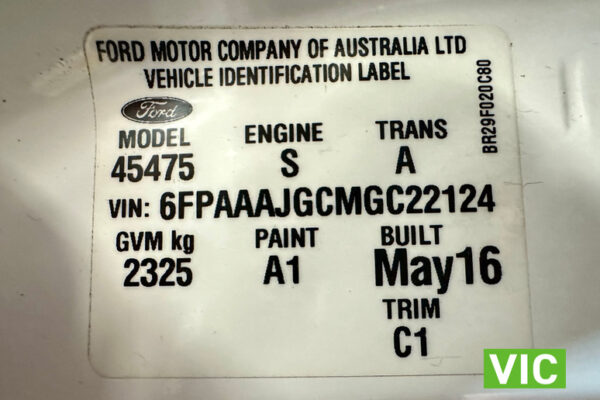 FORD MOTOR COMPANY OF AUSTRALIA LTD
VEHICLE IDENTIFICATION LABEL
Ford
MODEL ENGINE TRANS
45475 S A
VIN: 6FPAAAJGCMGC22124
GVM kg PAINT BUILT
2325 A1 May16
TRIM
C1
BR29F020C80
VIC